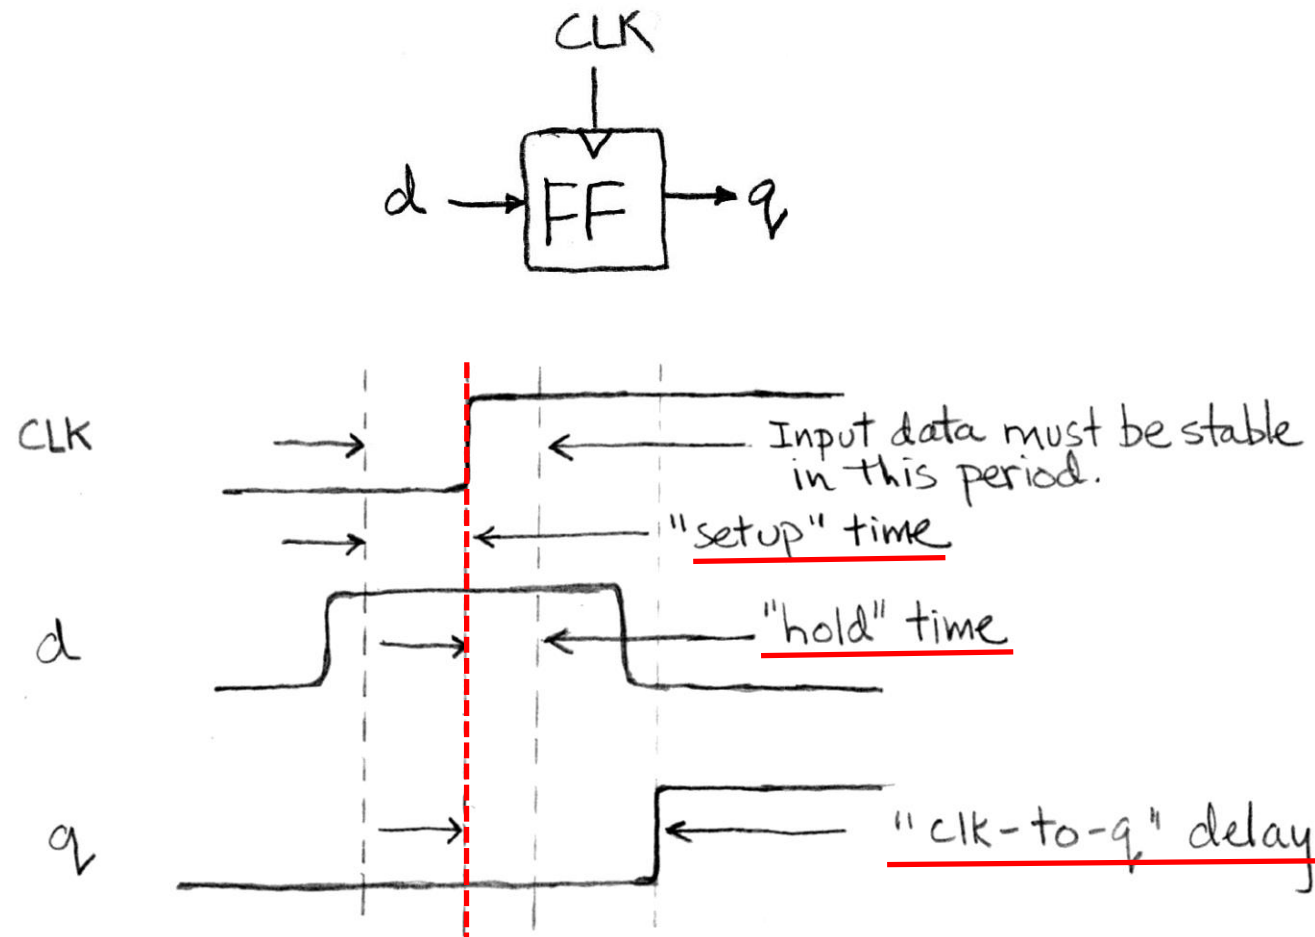 CLK
d
FF
q
CLK
Input data must be stable
in this period.
"setup" time
d
"hold" time
q
"clk-to-q" delay